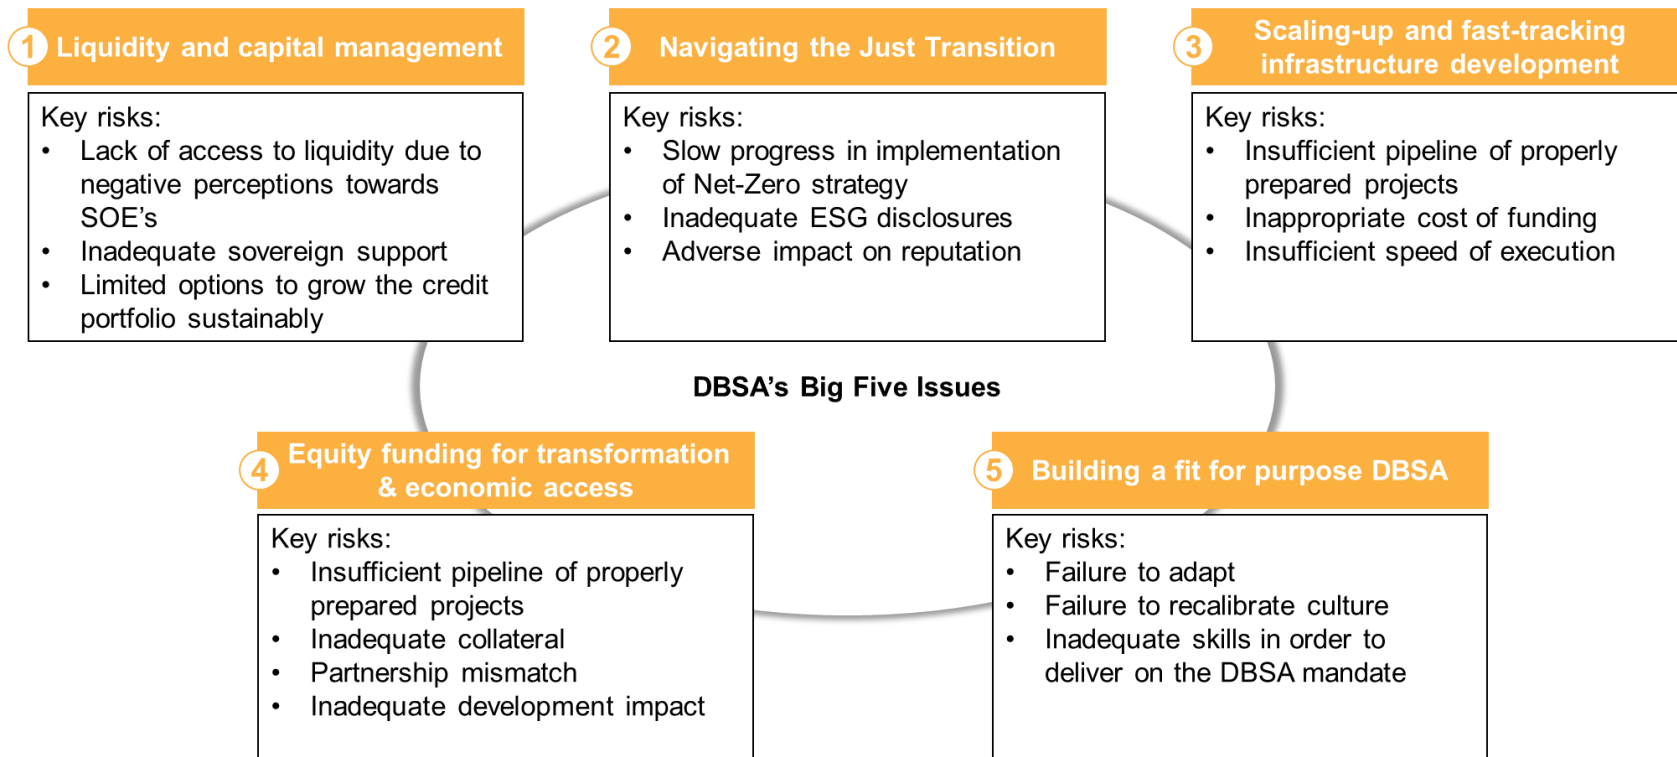 1 Liquidity and capital management
Key risks:
• Lack of access to liquidity due to
negative perceptions towards
SOE's
• Inadequate sovereign support
• Limited options to grow the credit
portfolio sustainably
2 Navigating the Just Transition
Key risks:
• Slow progress in implementation
of Net-Zero strategy
• Inadequate ESG disclosures
• Adverse impact on reputation
3 Scaling-up and fast-tracking
infrastructure development
Key risks:
• Insufficient pipeline of properly
prepared projects
• Inappropriate cost of funding
• Insufficient speed of execution
DBSA's Big Five Issues
4 Equity funding for transformation
& economic access
Key risks:
• Insufficient pipeline of properly
prepared projects
• Inadequate collateral
• Partnership mismatch
• Inadequate development impact
5 Building a fit for purpose DBSA
Key risks:
• Failure to adapt
• Failure to recalibrate culture
• Inadequate skills in order to
deliver on the DBSA mandate